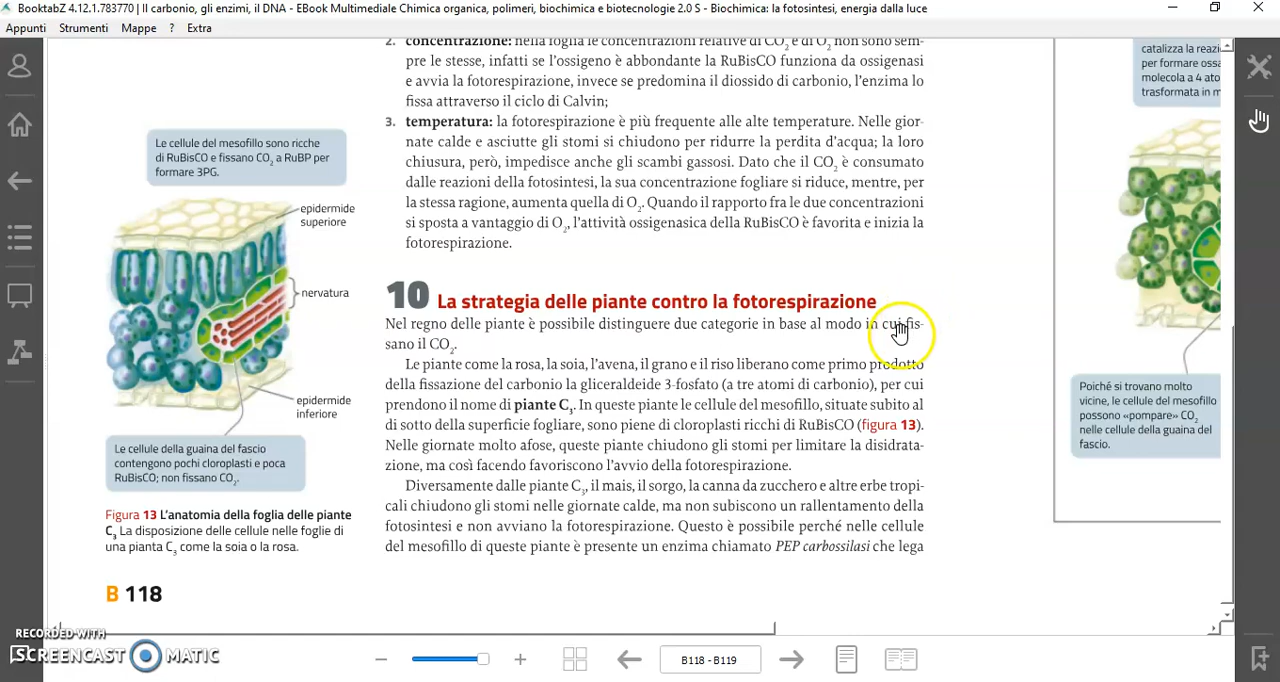 BooktabZ 4.12.1.783770 | Il carbonio, gli enzimi, il DNA - EBook Multimediale Chimica organica, polimeri, biochimica e biotecnologie 2.0 S - Biochimica: la fotosintesi, energia dalla luce
Appunti Strumenti Mappe ? Extra
2. concentrazione: nella foglia le concentrazioni relative di CO₂ e di O₂ non sono sem-
pre le stesse, infatti se l'ossigeno è abbondante la RuBisCO funziona da ossigenasi
e avvia la fotorespirazione, invece se predomina il diossido di carbonio, l'enzima lo
fissa attraverso il ciclo di Calvin;
3. temperatura: la fotorespirazione è più frequente alle alte temperature. Nelle gior-
nate calde e asciutte gli stomi si chiudono per ridurre la perdita d'acqua; la loro
chiusura, però, impedisce anche gli scambi gassosi. Dato che il CO₂ è consumato
dalle reazioni della fotosintesi, la sua concentrazione fogliare si riduce, mentre, per
la stessa ragione, aumenta quella di O₂. Quando il rapporto fra le due concentrazioni
si sposta a vantaggio di O₂, l'attività ossigenasica della RuBisCO è favorita e inizia la
fotorespirazione.
Le cellule del mesofillo sono ricche
di RuBisCO e fissano CO₂ a RuBP per
formare 3PG.
epidermide
superiore
nervatura
epidermide
inferiore
Le cellule della guaina del fascio
contengono pochi cloroplasti e poca
RuBisCO; non fissano CO₂.
Figura 13 L'anatomia della foglia delle piante
C₃ La disposizione delle cellule nelle foglie di
una pianta C₃ come la soia o la rosa.
10 La strategia delle piante contro la fotorespirazione
Nel regno delle piante è possibile distinguere due categorie in base al modo in cui fis-
sano il CO₂.
Le piante come la rosa, la soia, l'avena, il grano e il riso liberano come primo prodotto
della fissazione del carbonio la gliceraldeide 3-fosfato (a tre atomi di carbonio), per cui
prendono il nome di piante C₃. In queste piante le cellule del mesofillo, situate subito al
di sotto della superficie fogliare, sono piene di cloroplasti ricchi di RuBisCO (figura 13).
Nelle giornate molto afose, queste piante chiudono gli stomi per limitare la disidrata-
zione, ma così facendo favoriscono l'avvio della fotorespirazione.
Diversamente dalle piante C₃, il mais, il sorgo, la canna da zucchero e altre erbe tropi-
cali chiudono gli stomi nelle giornate calde, ma non subiscono un rallentamento della
fotosintesi e non avviano la fotorespirazione. Questo è possibile perché nelle cellule
del mesofillo di queste piante è presente un enzima chiamato PEP carbossilasi che lega
catalizza la reazi
per formare ossa
molecola a 4 ato
trasformata in m
Poiché si trovano molto
vicine, le cellule del mesofillo
possono «pompare» CO₂
nelle cellule della guaina del
fascio.
B 118
RECORDED WITH
SCREENCAST MATIC
B118 - B119